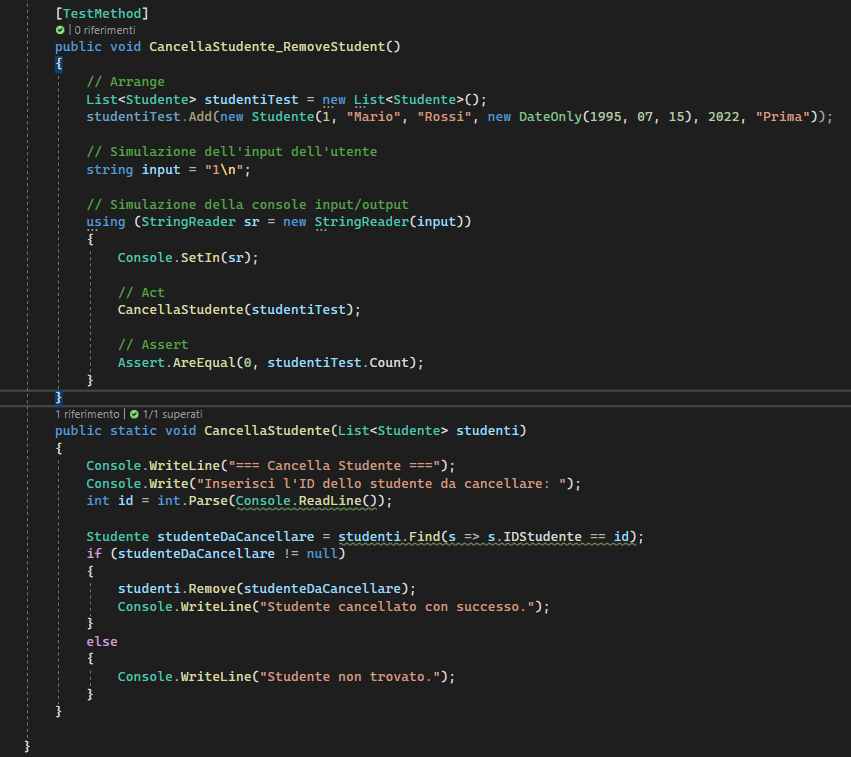 [TestMethod]
| 0 riferimenti
public void CancellaStudente_RemoveStudent()
{
// Arrange
List<Studente> studentiTest = new List<Studente>();
studentiTest.Add(new Studente(1, "Mario", "Rossi", new DateOnly(1995, 07, 15), 2022, "Prima"));
// Simulazione dell'input dell'utente
string input = "1\n";
// Simulazione della console input/output
using (StringReader sr = new StringReader(input))
{
Console.SetIn(sr);
// Act
CancellaStudente(studentiTest);
// Assert
Assert.AreEqual(0, studentiTest.Count);
}
}
1 riferimento | 1/1 superati
public static void CancellaStudente(List<Studente> studenti)
{
Console.WriteLine("=== Cancella Studente ===");
Console.Write("Inserisci l'ID dello studente da cancellare: ");
int id = int.Parse(Console.ReadLine());
Studente studenteDaCancellare = studenti.Find(s => s.IDStudente == id);
if (studenteDaCancellare != null)
{
studenti.Remove(studenteDaCancellare);
Console.WriteLine("Studente cancellato con successo.");
}
else
{
Console.WriteLine("Studente non trovato.");
}
}
}